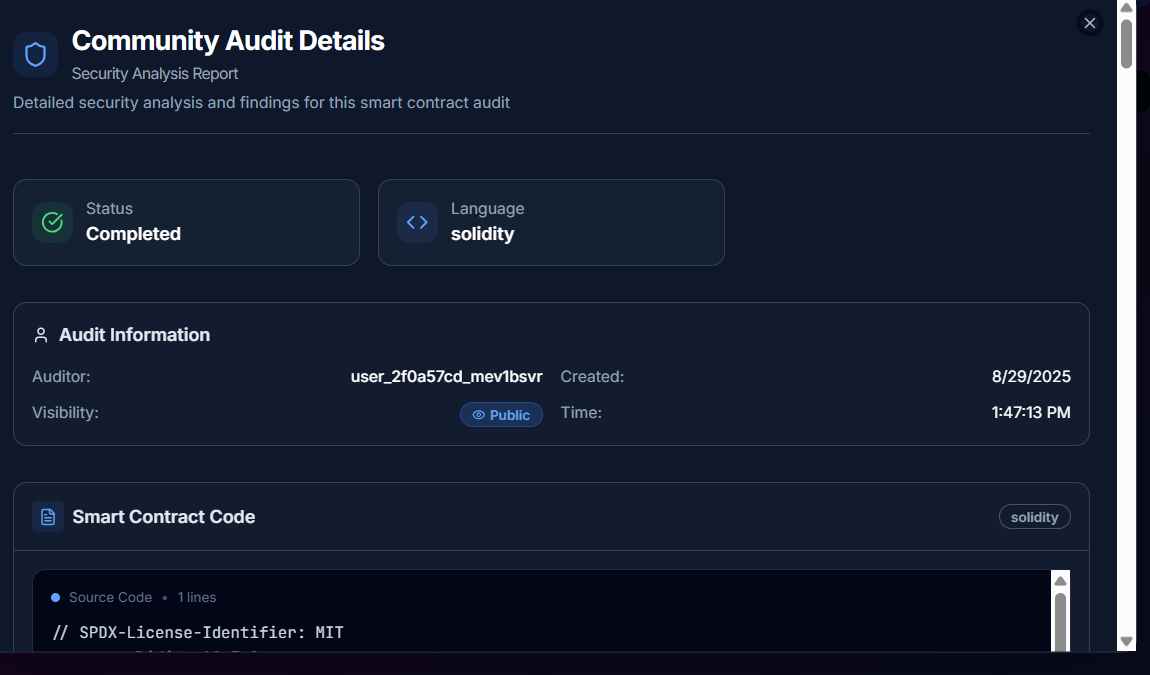 Community Audit Details
Security Analysis Report
Detailed security analysis and findings for this smart contract audit
Status
Completed
Language
solidity
Audit Information
Auditor: user_2f0a57cd_mev1bsvr Created: 8/29/2025
Visibility: Public Time: 1:47:13 PM
Smart Contract Code solidity
Source Code • 1 lines
// SPDX-License-Identifier: MIT